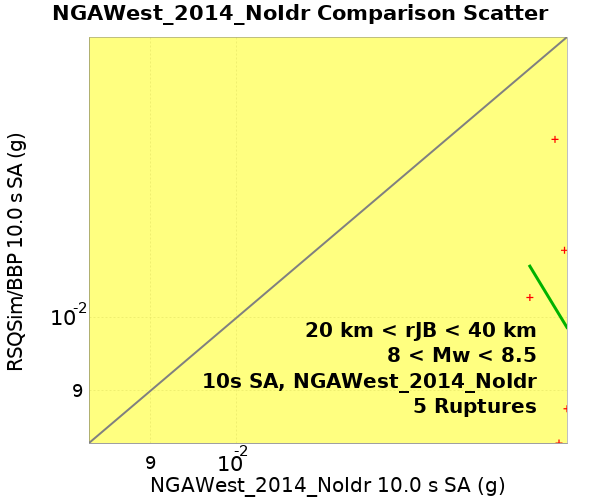 NGAWest_2014_NoIdr Comparison Scatter
RSQSim/BBP 10.0 s SA (g)
10-2
9
20 km < rJB < 40 km
8 < Mw < 8.5
10s SA, NGAWest_2014_NoIdr
5 Ruptures
9 10-2
NGAWest_2014_NoIdr 10.0 s SA (g)